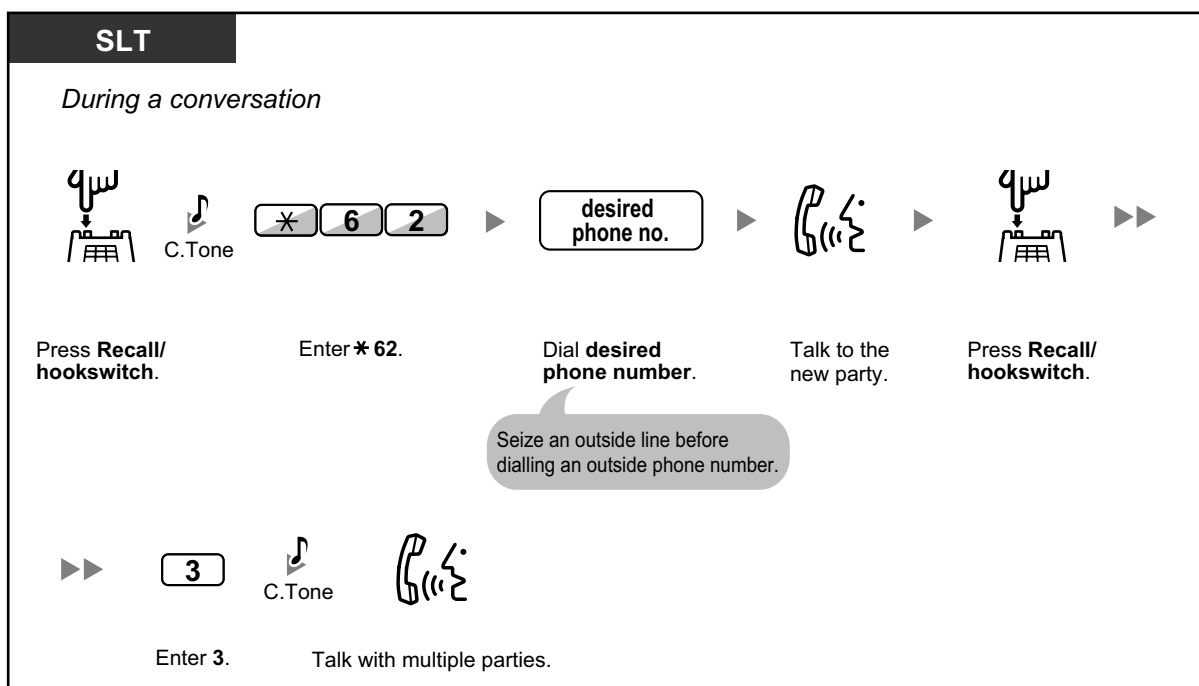 SLT
During a conversation
C.Tone
* 6 2
desired
phone no.
Press Recall/
hookswitch.
Enter * 62.
Dial desired
phone number.
Talk to the
new party.
Press Recall/
hookswitch.
Seize an outside line before
dialling an outside phone number.
3
C.Tone
Enter 3.
Talk with multiple parties.